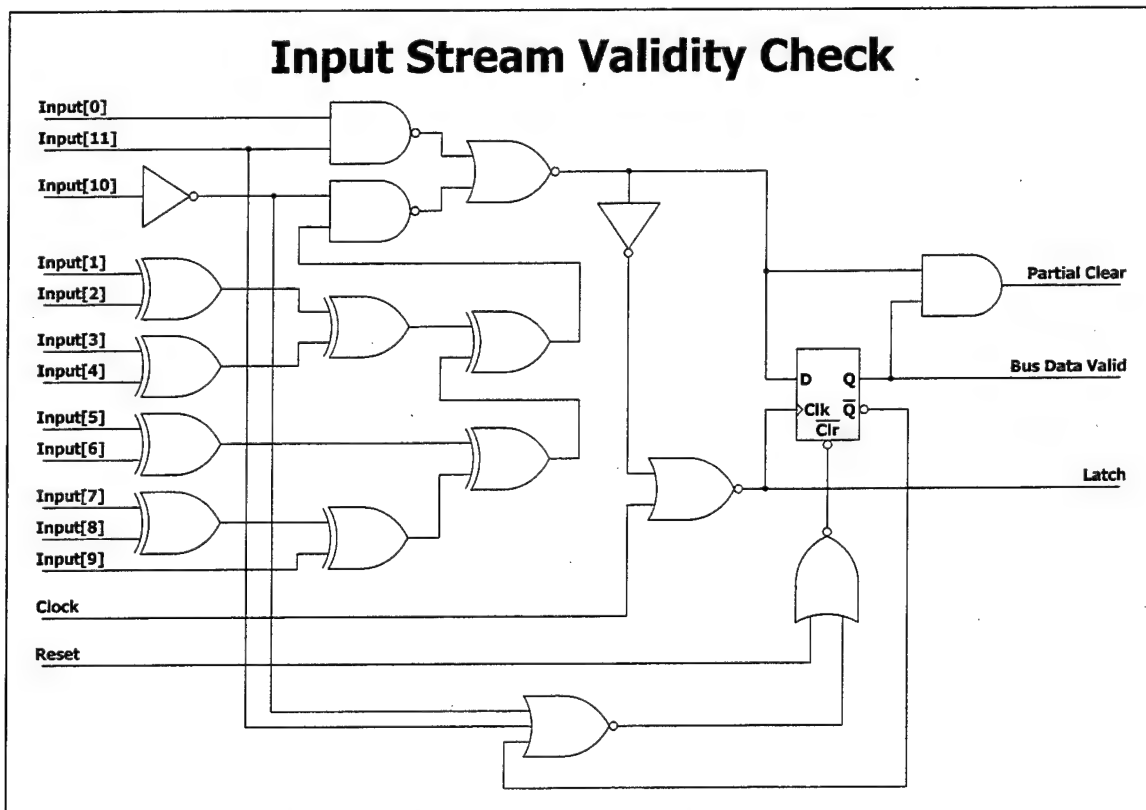 Input Stream Validity Check
Input[0]
Input[11]
Input[10]
Input[1]
Input[2]
Input[3]
Input[4]
Input[5]
Input[6]
Input[7]
Input[8]
Input[9]
Clock
Reset
Partial Clear
D Q
Bus Data Valid
Clk Q̅
C̅l̅r̅
Latch